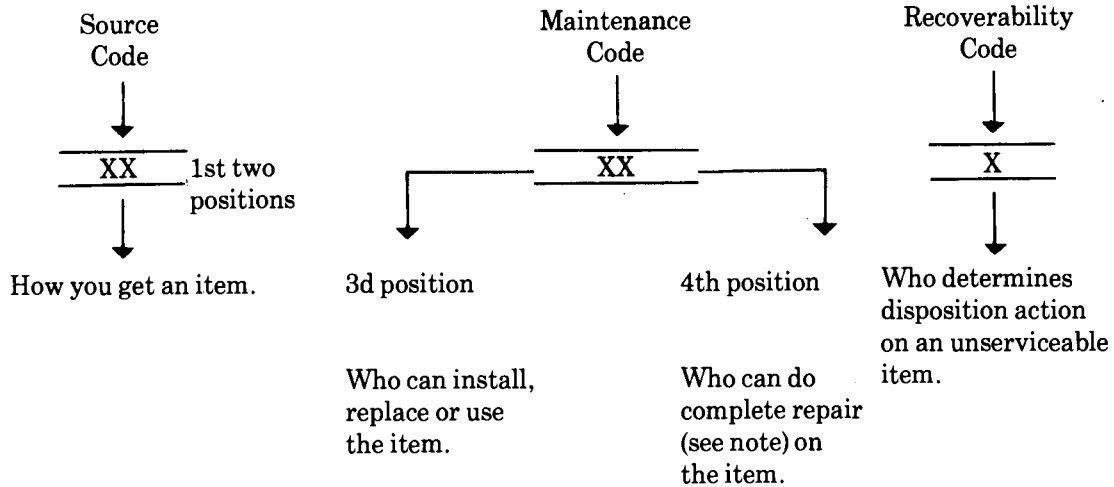 Source
Code
XX
1st two
positions
How you get an item.
Maintenance
Code
XX
3d position
Who can install,
replace or use
the item.
4th position
Who can do
complete repair
(see note) on
the item.
Recoverability
Code
X
Who determines
disposition action
on an unserviceable
item.